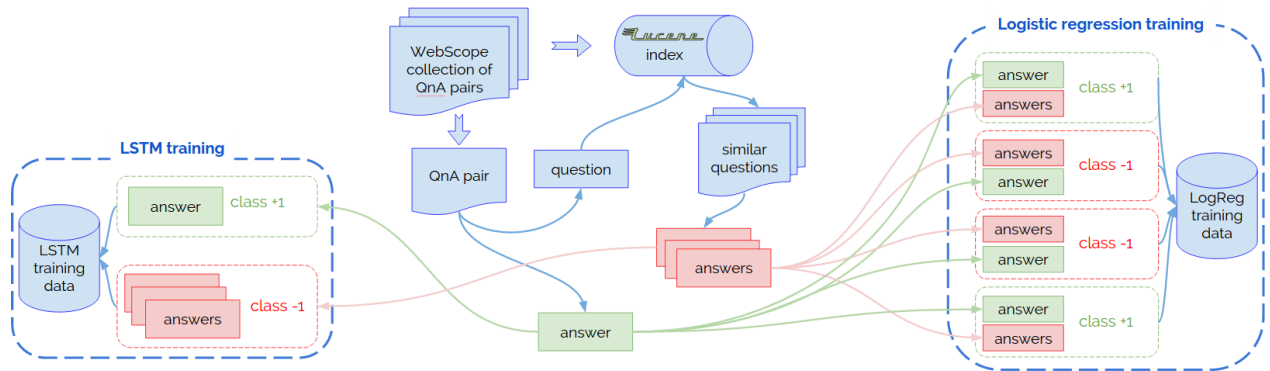 Logistic regression training
WebScope
collection of
QnA pairs
Lucene
index
answer
class +1
answers
LSTM training
QnA pair
question
similar
questions
answers
class -1
answer
answer
class +1
LSTM
training
data
answers
class -1
answers
answer
answers
class -1
answer
LogReg
training
data
answer
class +1
answers
answer